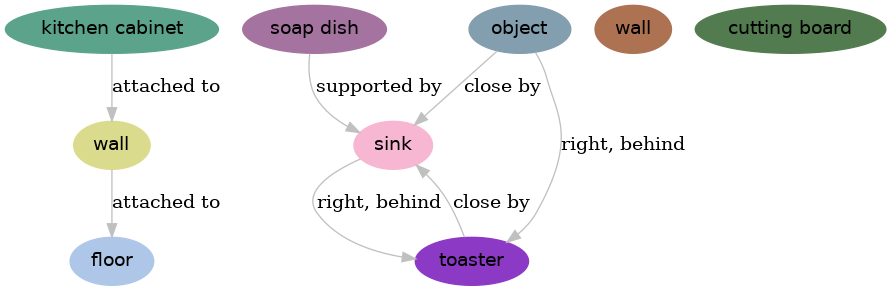 kitchen cabinet
soap dish
object
wall
cutting board
attached to
supported by
close by
wall
sink
right, behind
attached to
right, behind
close by
floor
toaster